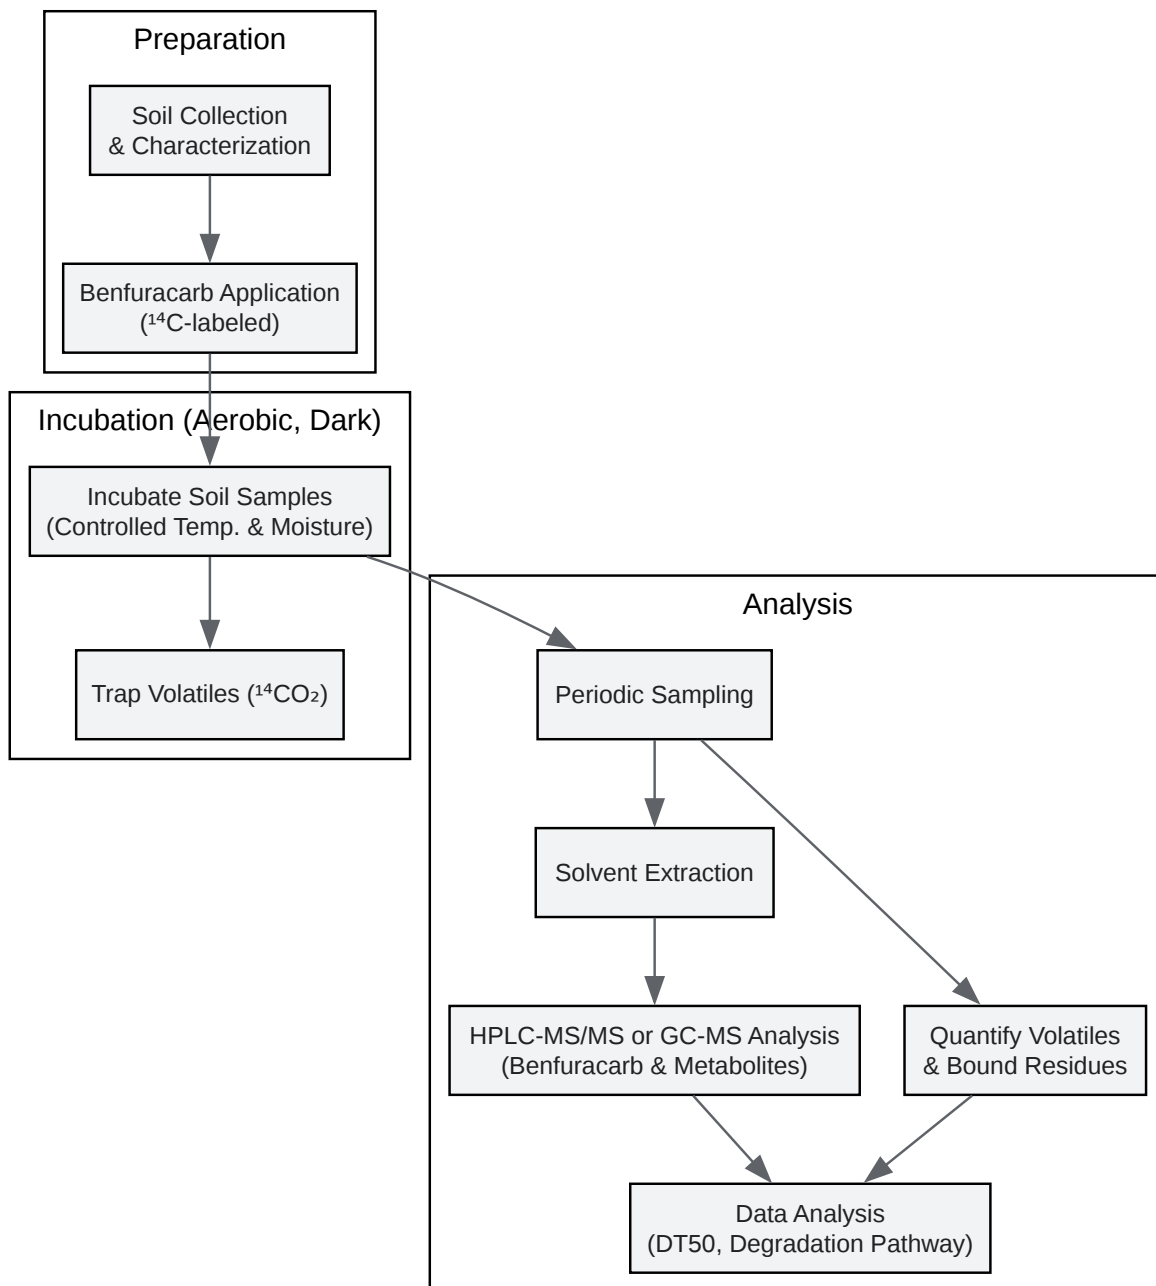 Preparation
Soil Collection
& Characterization
Benfuracarb Application
(¹⁴C-labeled)
Incubation (Aerobic, Dark)
Incubate Soil Samples
(Controlled Temp. & Moisture)
Trap Volatiles (¹⁴CO₂)
Analysis
Periodic Sampling
Solvent Extraction
HPLC-MS/MS or GC-MS Analysis
(Benfuracarb & Metabolites)
Quantify Volatiles
& Bound Residues
Data Analysis
(DT50, Degradation Pathway)